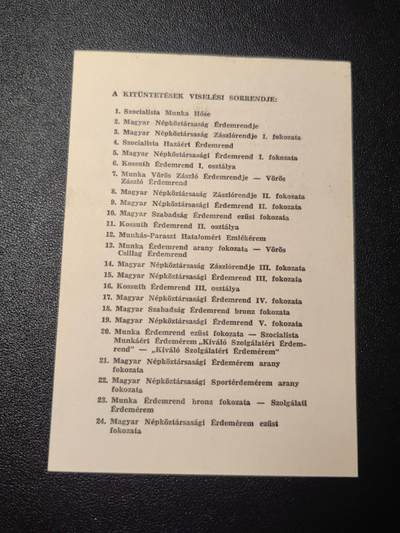 A KITÜNTETÉSEK VISELÉSI SORRENDJE:
1. Szocialista Munka Hőse
2. Magyar Népköztársaság Érdemrendje
3. Magyar Népköztársaság Zászlórendje I. fokozata
4. Szocialista Hazáért Érdemrend
5. Magyar Népköztársasági Érdemrend I. fokozata
6. Kossuth Érdemrend I. osztálya
7. Munka Vörös Zászló Érdemrendje — Vörös
Zászló Érdemrend
8. Magyar Népköztársaság Zászlórendje II. fokozata
9. Magyar Népköztársasági Érdemrend II. fokozata
10. Magyar Szabadság Érdemrend ezüst fokozata
11. Kossuth Érdemrend II. osztálya
12. Munkás-Paraszt Hatalomért Emlékérem
13. Munka Érdemrend arany fokozata — Vörös
Csillag Érdemrend
14. Magyar Népköztársaság Zászlórendje III. fokozata
15. Magyar Népköztársasági Érdemrend III. fokozata
16. Kossuth Érdemrend III. osztálya
17. Magyar Népköztársasági Érdemrend IV. fokozata
18. Magyar Szabadság Érdemrend bronz fokozata
19. Magyar Népköztársasági Érdemrend V. fokozata
20. Munka Érdemrend ezüst fokozata — Szocialista
Munkáért Érdemérem „Kiváló Szolgálatért Érdem-
rend" — „Kiváló Szolgálatért Érdemérem"
21. Magyar Népköztársasági Érdemérem arany
fokozata
22. Magyar Népköztársasági Sportérdemérem arany
fokozata
23. Munka Érdemrend bronz fokozata — Szolgálati
Érdemérem
24. Magyar Népköztársasági Érdemérem ezüst
fokozata